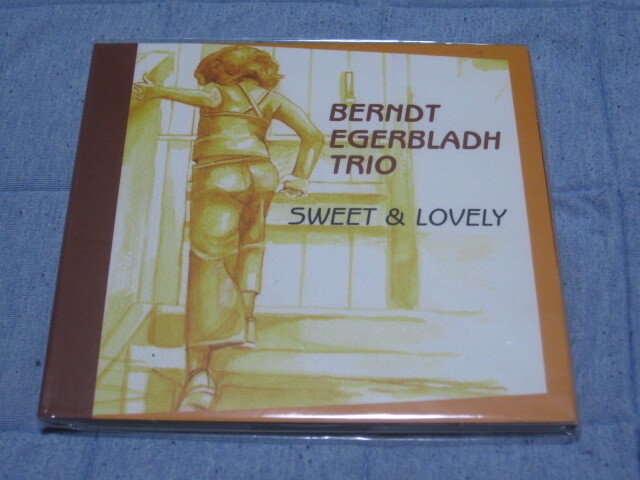 BERNDT
EGERBLADH
TRIO
SWEET & LOVELY